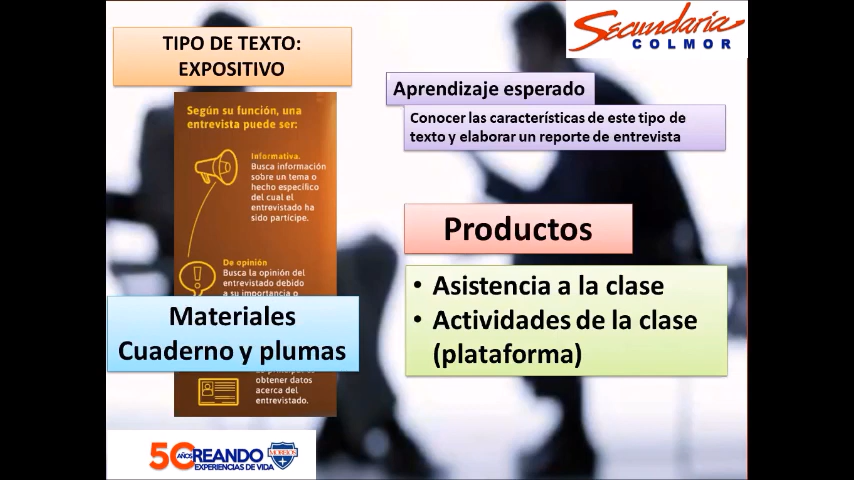 TIPO DE TEXTO:
EXPOSITIVO
Secundaria
COLMOR
Aprendizaje esperado
Conocer las características de este tipo de
texto y elaborar un reporte de entrevista
Según su función, una
entrevista puede ser:
Informativa.
Busca información
sobre un tema o
hecho específico
del cual el
entrevistado ha
sido partícipe.
De opinión
Busca la opinión del
entrevistado debido
a su importancia o
Materiales
Cuaderno y plumas
obtener datos
acerca del
entrevistado.
Productos
• Asistencia a la clase
• Actividades de la clase
(plataforma)
50 AÑOS CREANDO
EXPERIENCIAS DE VIDA
MORELOS